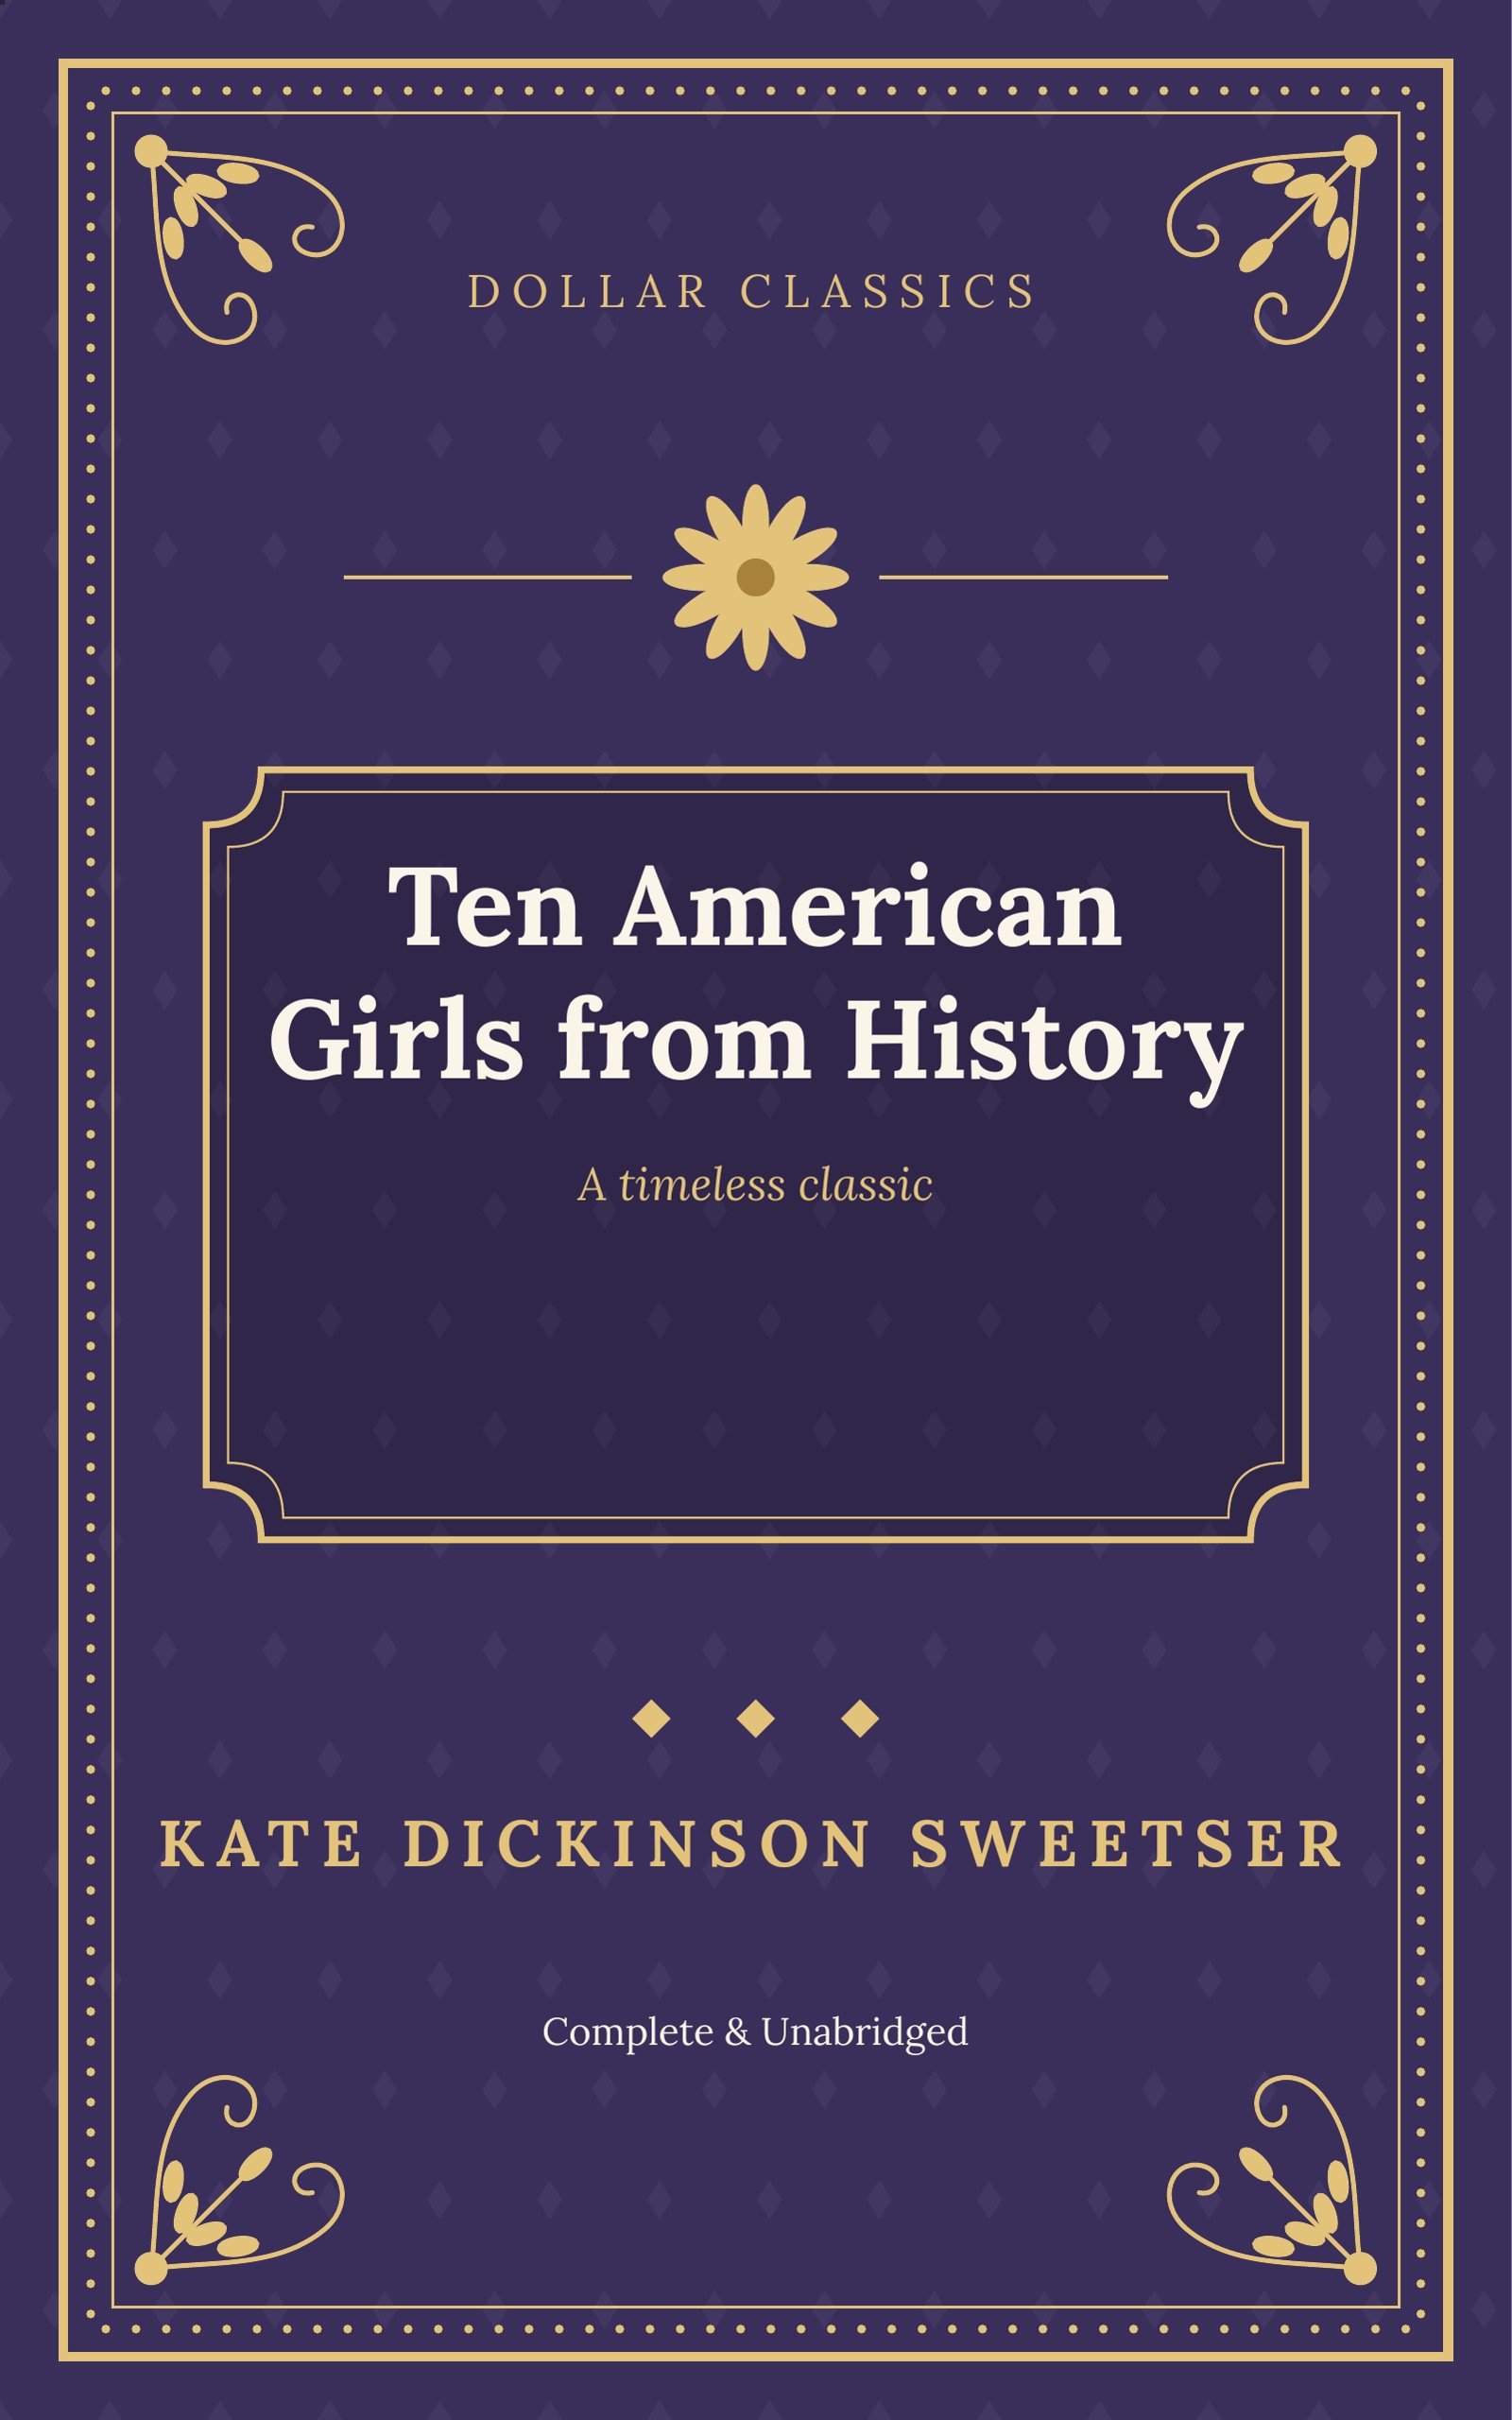 DOLLAR CLASSICS
Ten American
Girls from History
A timeless classic
KATE DICKINSON SWEETSER
Complete & Unabridged